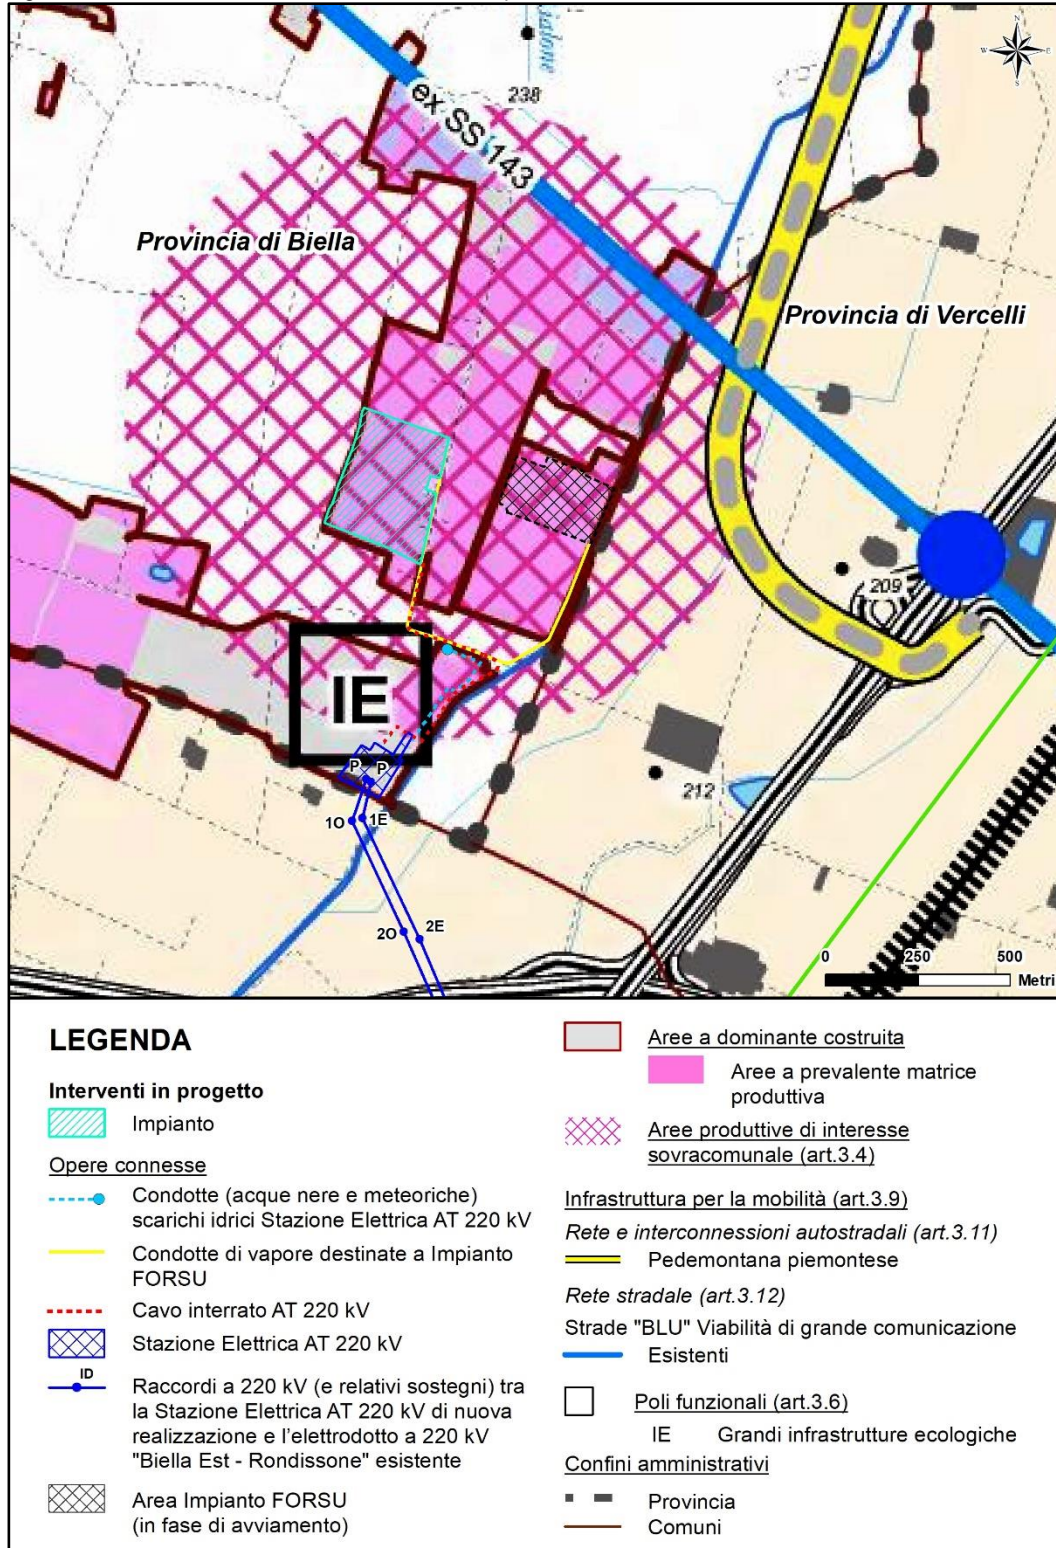 N
W
E
S
238
ex SS 143
Provincia di Biella
Provincia di Vercelli
209
IE
P
P
212
1O
1E
2O
2E
0 250 500
Metri
LEGENDA
Interventi in progetto
Impianto
Opere connesse
Condotte (acque nere e meteoriche)
scarichi idrici Stazione Elettrica AT 220 kV
Condotte di vapore destinate a Impianto
FORSU
Cavo interrato AT 220 kV
Stazione Elettrica AT 220 kV
ID
Raccordi a 220 kV (e relativi sostegni) tra
la Stazione Elettrica AT 220 kV di nuova
realizzazione e l'elettrodotto a 220 kV
"Biella Est - Rondissone" esistente
Area Impianto FORSU
(in fase di avviamento)
Aree a dominante costruita
Aree a prevalente matrice
produttiva
Aree produttive di interesse
sovracomunale (art.3.4)
Infrastruttura per la mobilità (art.3.9)
Rete e interconnessioni autostradali (art.3.11)
Pedemontana piemontese
Rete stradale (art.3.12)
Strade "BLU" Viabilità di grande comunicazione
Esistenti
Poli funzionali (art.3.6)
IE Grandi infrastrutture ecologiche
Confini amministrativi
Provincia
Comuni